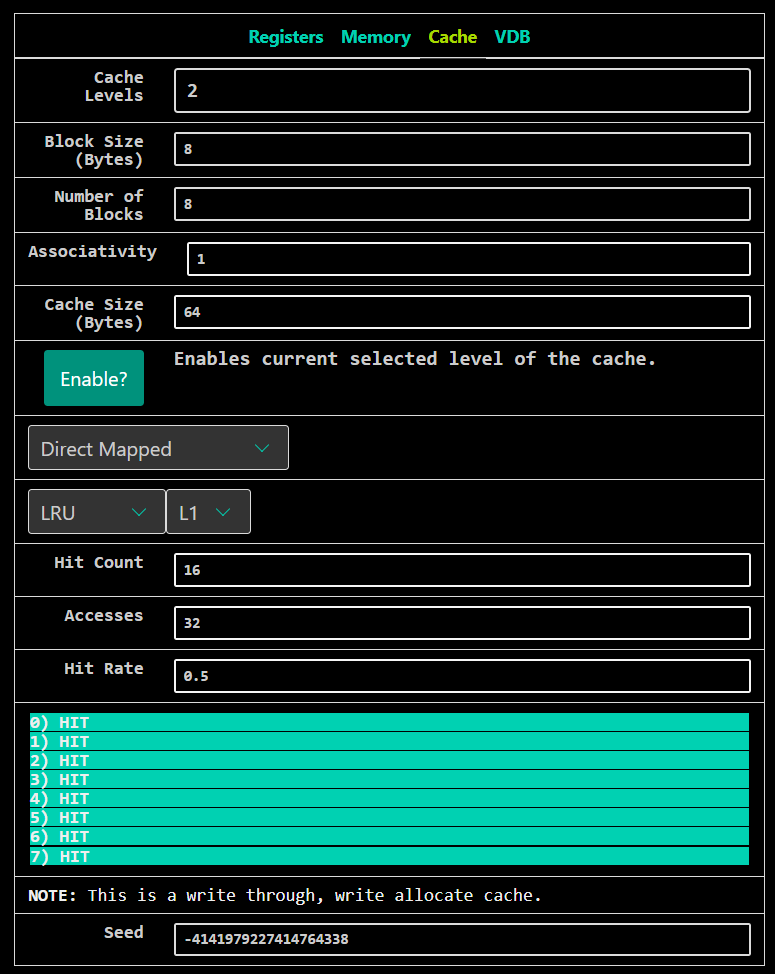 Registers Memory Cache VDB
Cache
Levels
2
Block Size
(Bytes)
8
Number of
Blocks
8
Associativity
1
Cache Size
(Bytes)
64
Enable?
Enables current selected level of the cache.
Direct Mapped
LRU L1
Hit Count
16
Accesses
32
Hit Rate
0.5
0) HIT
1) HIT
2) HIT
3) HIT
4) HIT
5) HIT
6) HIT
7) HIT
NOTE: This is a write through, write allocate cache.
Seed
-4141979227414764338